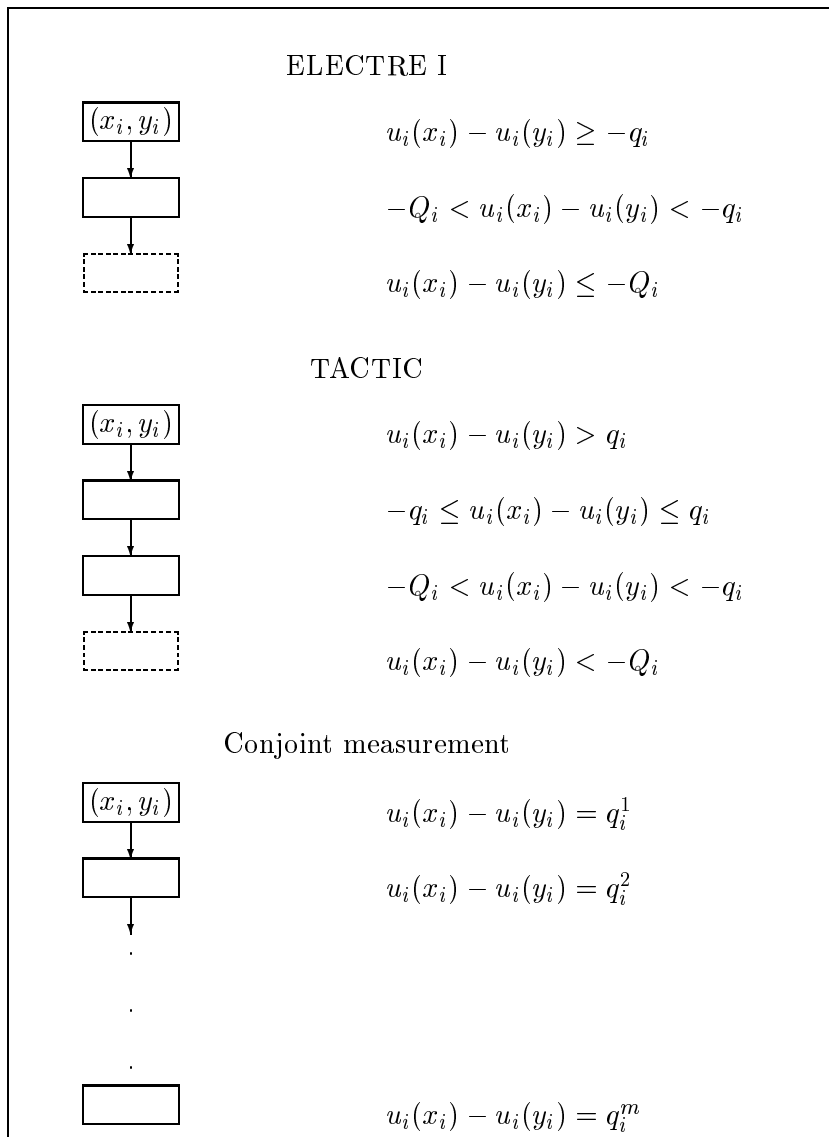 ELECTRE I
(x_i, y_i) u_i(x_i) − u_i(y_i) ≥ −q_i
−Q_i < u_i(x_i) − u_i(y_i) < −q_i
u_i(x_i) − u_i(y_i) ≤ −Q_i
TACTIC
(x_i, y_i) u_i(x_i) − u_i(y_i) > q_i
−q_i ≤ u_i(x_i) − u_i(y_i) ≤ q_i
−Q_i < u_i(x_i) − u_i(y_i) < −q_i
u_i(x_i) − u_i(y_i) < −Q_i
Conjoint measurement
(x_i, y_i) u_i(x_i) − u_i(y_i) = q_i^1
u_i(x_i) − u_i(y_i) = q_i^2
.
.
.
u_i(x_i) − u_i(y_i) = q_i^m